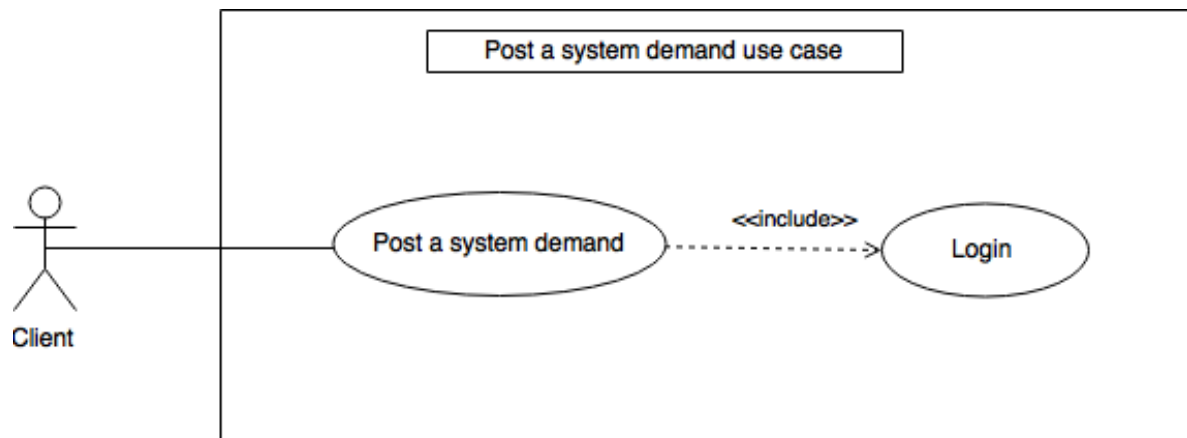 Post a system demand use case
<<include>>
Post a system demand
Login
Client